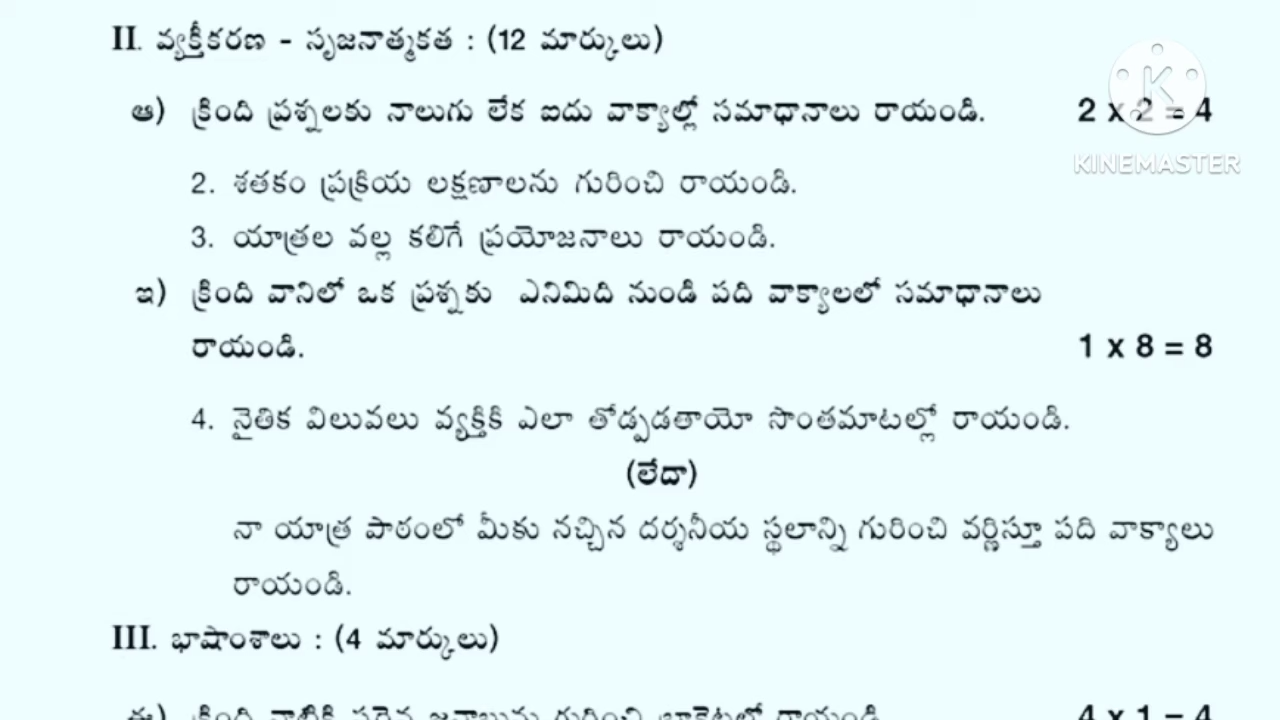 II. వ్యక్తీకరణ - సృజనాత్మకత : (12 మార్కులు)
ఆ) క్రింది ప్రశ్నలకు నాలుగు లేక ఐదు వాక్యాల్లో సమాధానాలు రాయండి. 2 x 2 = 4
KINEMASTER
2. శతకం ప్రక్రియ లక్షణాలను గురించి రాయండి.
3. యాత్రల వల్ల కలిగే ప్రయోజనాలు రాయండి.
ఇ) క్రింది వానిలో ఒక ప్రశ్నకు ఎనిమిది నుండి పది వాక్యాలలో సమాధానాలు
రాయండి. 1 x 8 = 8
4. నైతిక విలువలు వ్యక్తికి ఎలా తోడ్పడతాయో సొంతమాటల్లో రాయండి.
(లేదా)
నా యాత్ర పాఠంలో మీకు నచ్చిన దర్శనీయ స్థలాన్ని గురించి వర్ణిస్తూ పది వాక్యాలు
రాయండి.
III. భాషాంశాలు : (4 మార్కులు)
ఈ) క్రింది వాటికి సరైన జవాబును గుర్తించి బ్రాకెట్లో రాయండి. 4 x 1 = 4